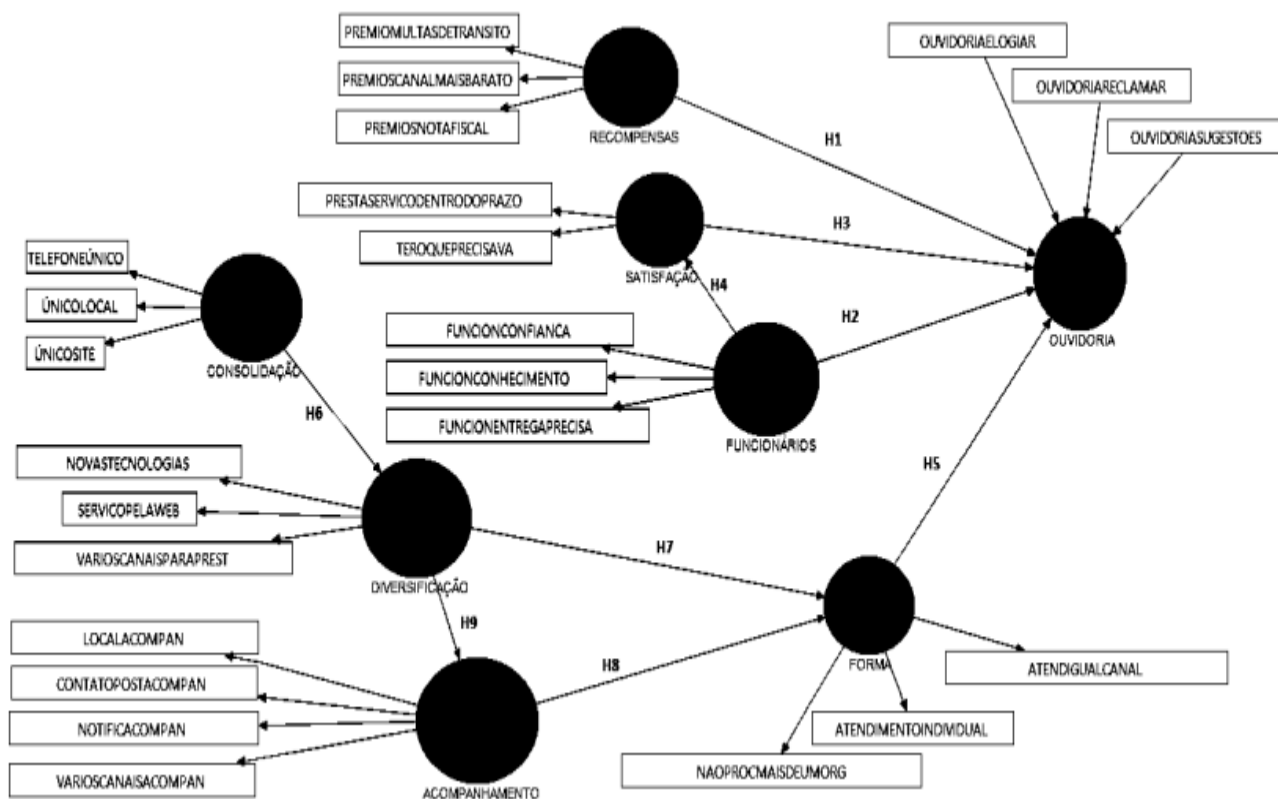 PREMIOMULTASDETRANSITO
PREMIOSCANALMAISBARATO
PREMIOSNOTAFISCAL
RECOMPENSAS
OUVIDORIAELOGIAR
OUVIDORIARECLAMAR
OUVIDORIASUGESTOES
H1
PRESTASERVICODENTRODOPRAZO
TEROQUEPRECISAVA
SATISFAÇÃO
H3
H4
H2
OUVIDORIA
TELEFONEÚNICO
ÚNICOLOCAL
ÚNICOSITE
CONSOLIDAÇÃO
FUNCIONCONFIANCA
FUNCIONCONHECIMENTO
FUNCIONENTREGAPRECISA
FUNCIONÁRIOS
H6
H5
NOVASTECNOLOGIAS
SERVICOPELAWEB
VARIOSCANAISPARAPREST
DIVERSIFICAÇÃO
H7
H9
LOCALACOMPAN
CONTATOPOSTACOMPAN
NOTIFICACOMPAN
VARIOSCANAISACOMPAN
ACOMPANHAMENTO
H8
FORMA
ATENDIGUALCANAL
ATENDIMENTOINDIVIDUAL
NAOPROCMAISDEUMORG